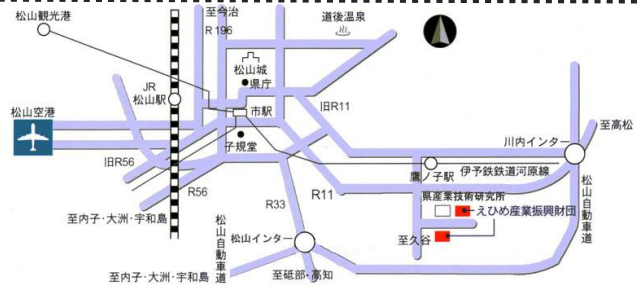 至今治
R 196
松山観光港
道後温泉
松山城
県庁
JR
松山駅
市駅
旧R11
松山空港
至高松
川内インター
子規堂
旧R56
鷹ノ子駅
伊予鉄鉄道河原線
R56
R33
R11
県産業技術研究所
えひめ産業振興財団
至内子・大洲・宇和島
松山自動車道
松山インター
至久谷
松山自動車道
至内子・大洲・宇和島
至砥部・高知